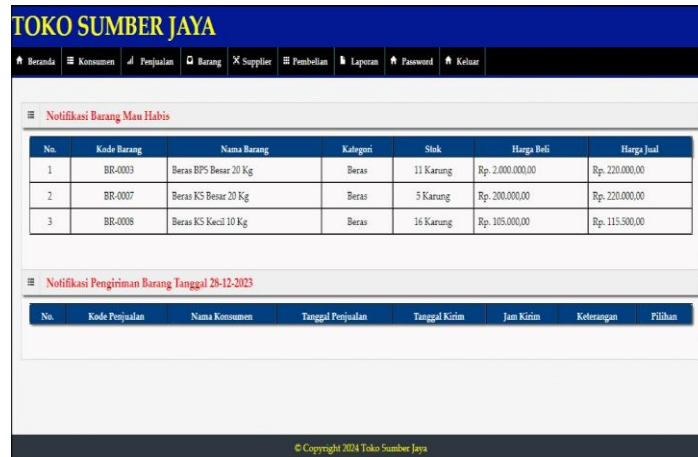 TOKO SUMBER JAYA
Beranda Konsumen Penjualan Barang Supplier Pembelian Laporan Password Keluar
Notifikasi Barang Mau Habis
No. Kode Barang Nama Barang Kategori Stok Harga Beli Harga Jual
1 BR-0003 Beras BPS Besar 20 Kg Beras 11 Karung Rp. 2.000.000,00 Rp. 220.000,00
2 BR-0007 Beras KS Besar 20 Kg Beras 5 Karung Rp. 200.000,00 Rp. 220.000,00
3 BR-0008 Beras KS Kecil 10 Kg Beras 16 Karung Rp. 105.000,00 Rp. 115.500,00
Notifikasi Pengiriman Barang Tanggal 28-12-2023
No. Kode Penjualan Nama Konsumen Tanggal Penjualan Tanggal Kirim Jam Kirim Keterangan Pilihan
© Copyright 2024 Toko Sumber Jaya